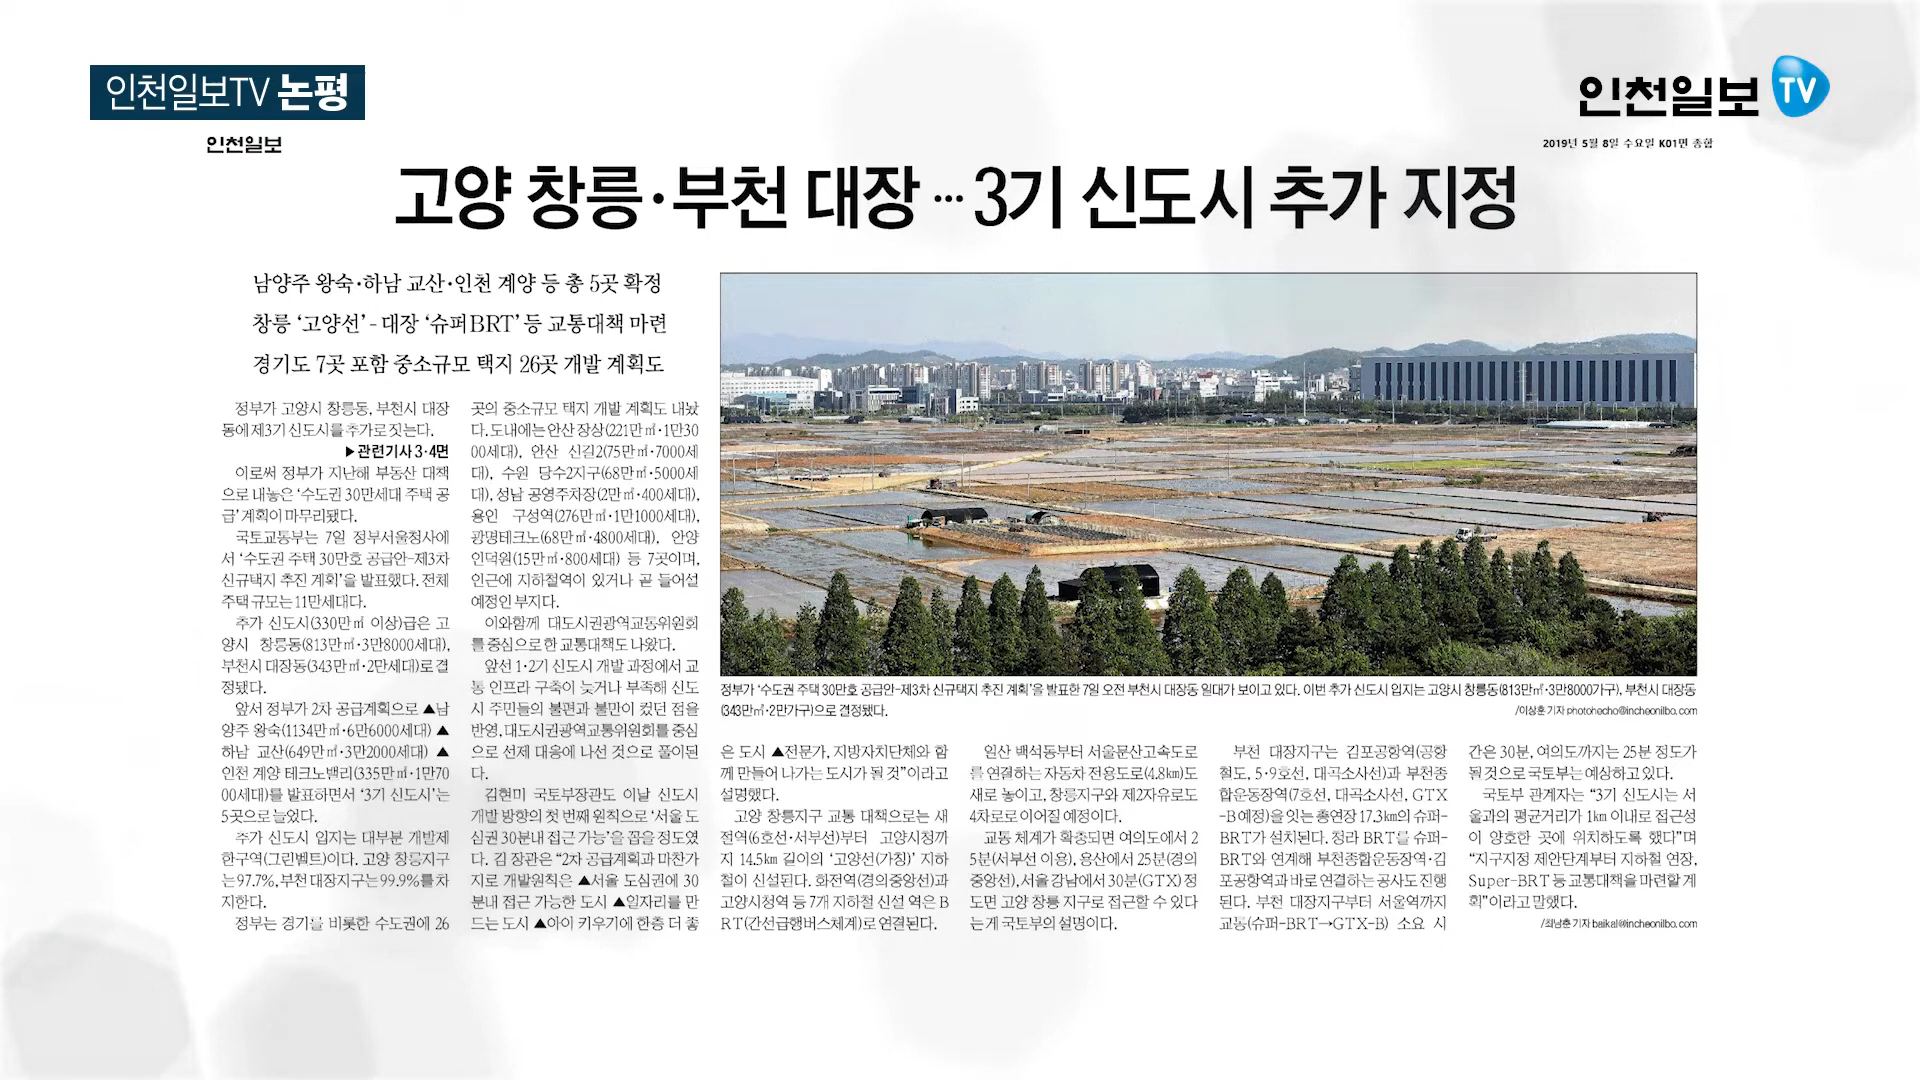 인천일보TV 논평
인천일보 TV
인천일보
2019년 5월 8일 수요일 K01면 종합
고양 창릉·부천 대장…3기 신도시 추가 지정
남양주 왕숙·하남 교산·인천 계양 등 총 5곳 확정
창릉 ‘고양선’-대장 ‘슈퍼BRT’ 등 교통대책 마련
경기도 7곳 포함 중소규모 택지 26곳 개발 계획도
정부가 고양시 창릉동, 부천시 대장
동에 제3기 신도시를 추가로 짓는다.
▶관련기사 3·4면
이로써 정부가 지난해 부동산 대책
으로 내놓은 ‘수도권 30만세대 주택 공
급’ 계획이 마무리됐다.
국토교통부는 7일 정부서울청사에
서 ‘수도권 주택 30만호 공급안-제3차
신규택지 추진 계획’을 발표했다. 전체
주택 규모는 11만세대다.
추가 신도시(330만㎡ 이상)급은 고
양시 창릉동(813만㎡·3만8000세대),
부천시 대장동(343만㎡·2만세대)로 결
정됐다.
앞서 정부가 2차 공급계획으로 ▲남
양주 왕숙(1134만㎡·6만6000세대) ▲
하남 교산(649만㎡·3만2000세대) ▲
인천 계양 테크노밸리(335만㎡·1만70
00세대)를 발표하면서 ‘3기 신도시’는
5곳으로 늘었다.
추가 신도시 입지는 대부분 개발제
한구역(그린벨트)이다. 고양 창릉지구
는 97.7%, 부천 대장지구는 99.9%를 차
지한다.
정부는 경기를 비롯한 수도권에 26
곳의 중소규모 택지 개발 계획도 내놨
다. 도내에는 안산 장상(221만㎡·1만30
00세대), 안산 신길2(75만㎡·7000세
대), 수원 당수2지구(68만㎡·5000세
대), 성남 공영주차장(2만㎡·400세대),
용인 구성역(276만㎡·1만1000세대),
광명테크노(68만㎡·4800세대), 안양
인덕원(15만㎡·800세대) 등 7곳이며,
인근에 지하철역이 있거나 곧 들어설
예정인 부지다.
이와함께 대도시권광역교통위원회
를 중심으로 한 교통대책도 나왔다.
앞선 1·2기 신도시 개발 과정에서 교
통 인프라 구축이 늦거나 부족해 신도
시 주민들의 불편과 불만이 컸던 점을
반영, 대도시권광역교통위원회를 중심
으로 선제 대응에 나선 것으로 풀이된
다.
김현미 국토부장관도 이날 신도시
개발 방향의 첫 번째 원칙으로 ‘서울 도
심권 30분내 접근 가능’을 꼽을 정도였
다. 김 장관은 “2차 공급계획과 마찬가
지로 개발원칙은 ▲서울 도심권에 30
분내 접근 가능한 도시 ▲일자리를 만
드는 도시 ▲아이 키우기에 한층 더 좋
정부가 ‘수도권 주택 30만호 공급안-제3차 신규택지 추진 계획’을 발표한 7일 오전 부천시 대장동 일대가 보이고 있다. 이번 추가 신도시 입지는 고양시 창릉동(813만㎡·3만8000가구), 부천시 대장동
(343만㎡·2만가구)으로 결정됐다.
/이상훈 기자 photohecho@incheonilbo.com
은 도시 ▲전문가, 지방자치단체와 함
께 만들어 나가는 도시가 될 것”이라고
설명했다.
고양 창릉지구 교통 대책으로는 새
전역(6호선·서부선)부터 고양시청까
지 14.5㎞ 길이의 ‘고양선(가칭)’ 지하
철이 신설된다. 화전역(경의중앙선)과
고양시청역 등 7개 지하철 신설 역은 B
RT(간선급행버스체계)로 연결된다.
일산 백석동부터 서울문산고속도로
를 연결하는 자동차 전용도로(4.8㎞)도
새로 놓이고, 창릉지구와 제2자유로도
4차로로 이어질 예정이다.
교통 체계가 확충되면 여의도에서 2
5분(서부선 이용), 용산에서 25분(경의
중앙선), 서울 강남에서 30분(GTX) 정
도면 고양 창릉 지구로 접근할 수 있다
는게 국토부의 설명이다.
부천 대장지구는 김포공항역(공항
철도, 5·9호선, 대곡소사선)과 부천종
합운동장역(7호선, 대곡소사선, GTX
-B 예정)을 잇는 총연장 17.3㎞의 슈퍼-
BRT가 설치된다. 청라 BRT를 슈퍼-
BRT와 연계해 부천종합운동장역·김
포공항역과 바로 연결하는 공사도 진행
된다. 부천 대장지구부터 서울역까지
교통(슈퍼-BRT→GTX-B) 소요 시
간은 30분, 여의도까지는 25분 정도가
될 것으로 국토부는 예상하고 있다.
국토부 관계자는 “3기 신도시는 서
울과의 평균거리가 1㎞ 이내로 접근성
이 양호한 곳에 위치하도록 했다”며
“지구지정 제안단계부터 지하철 연장,
Super-BRT 등 교통대책을 마련할 계
획”이라고 말했다.
/최남춘 기자 baikal@incheonilbo.com